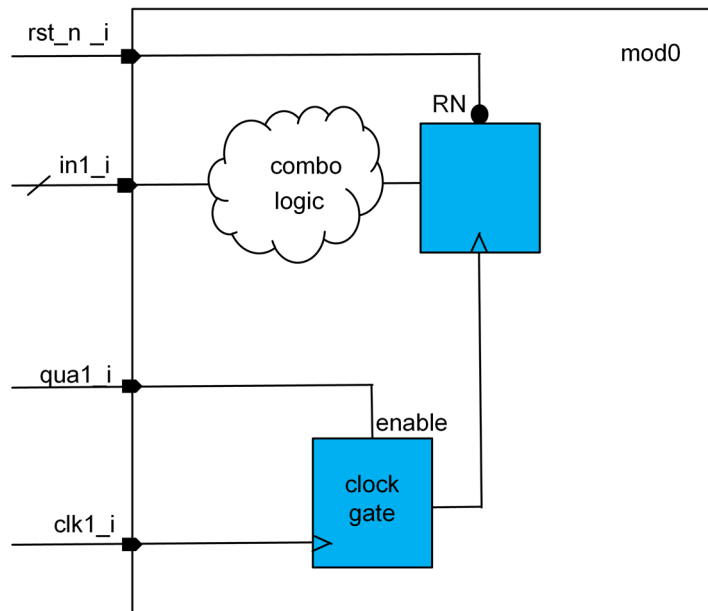 rst_n _i
mod0
RN
in1_i
combo
logic
qua1_i
enable
clock
gate
clk1_i